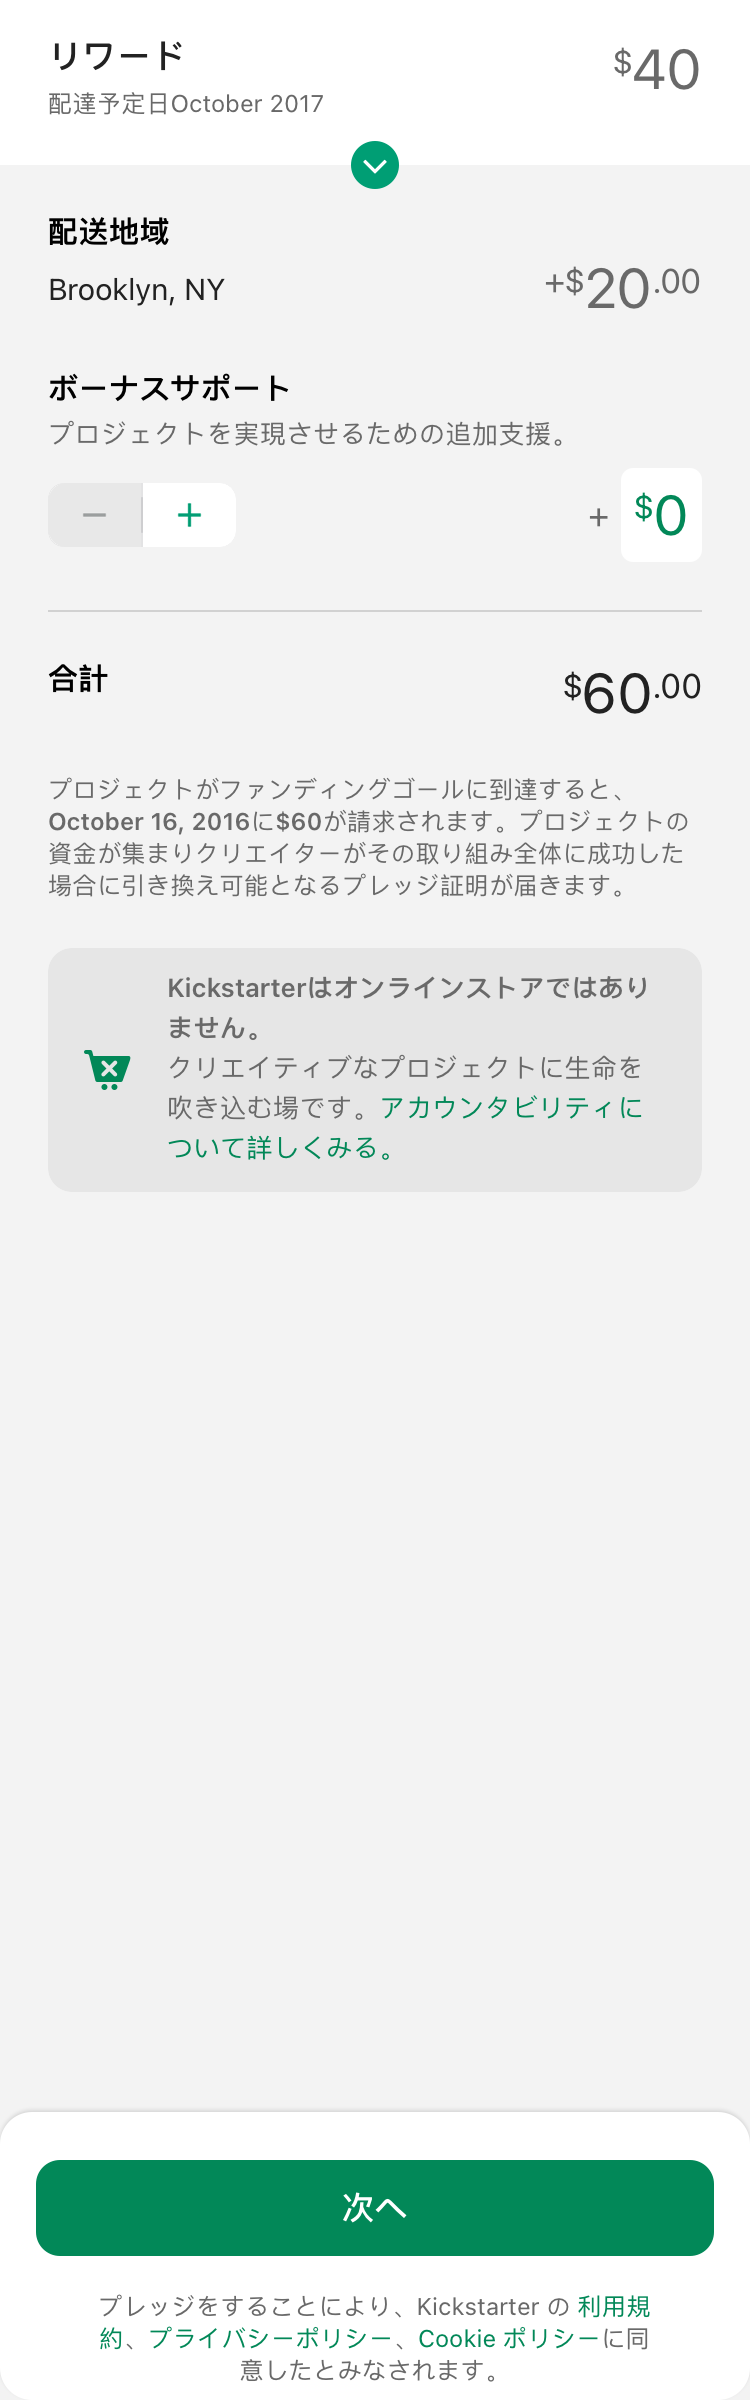 リワード
$40
配達予定日October 2017
配送地域
Brooklyn, NY
+$20.00
ボーナスサポート
プロジェクトを実現させるための追加支援。
− +
+ $0
合計
$60.00
プロジェクトがファンディングゴールに到達すると、
October 16, 2016に$60が請求されます。プロジェクトの
資金が集まりクリエイターがその取り組み全体に成功した
場合に引き換え可能となるプレッジ証明が届きます。
Kickstarterはオンラインストアではあり
ません。
クリエイティブなプロジェクトに生命を
吹き込む場です。アカウンタビリティに
ついて詳しくみる。
次へ
プレッジをすることにより、Kickstarter の 利用規
約、プライバシーポリシー、Cookie ポリシーに同
意したとみなされます。